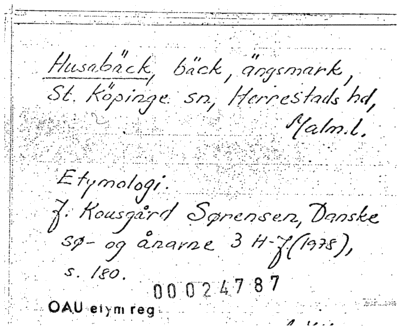 Husabäck, bäck, ängsmark,
St. Köpinge sn, Herrestads hd,
Malm.l.
Etymologi.
J. Kousgård Sørensen, Danske
sø- og ånarne 3 H-J (1978),
s. 180.
00024787
OAU etym reg